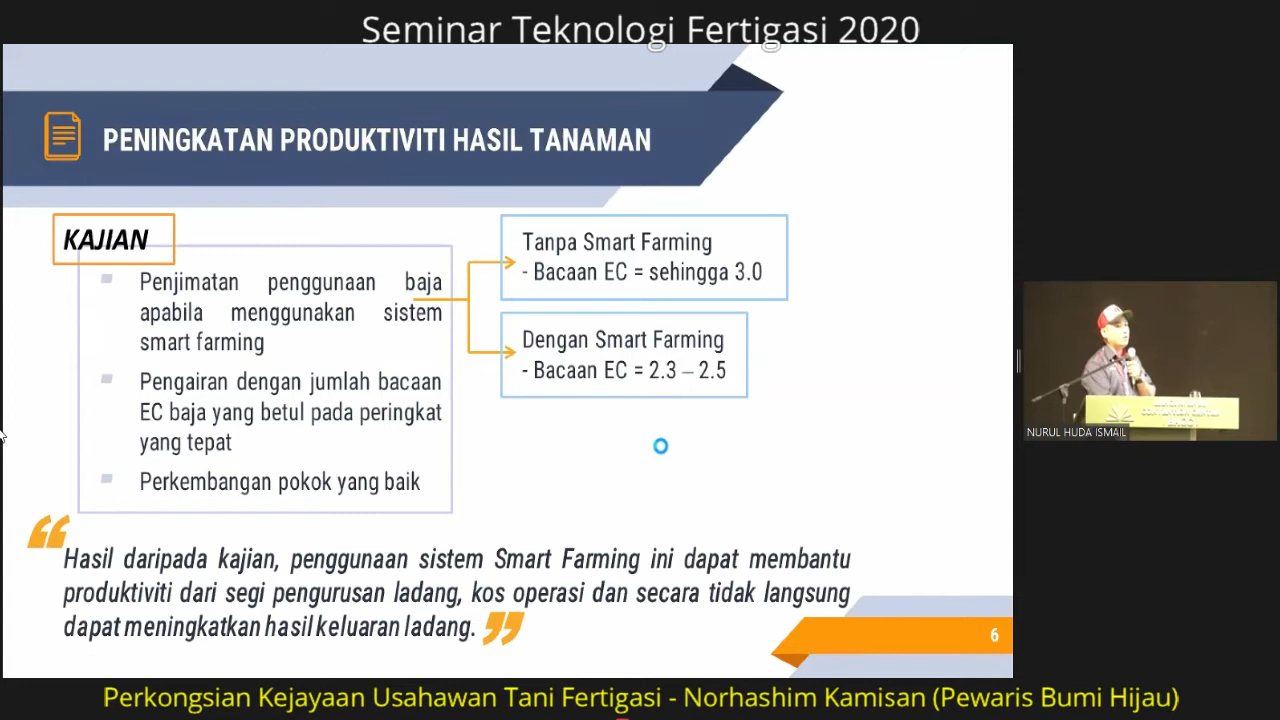 Seminar Teknologi Fertigasi 2020
PENINGKATAN PRODUKTIVITI HASIL TANAMAN
KAJIAN
Penjimatan penggunaan baja
apabila menggunakan sistem
smart farming
Pengairan dengan jumlah bacaan
EC baja yang betul pada peringkat
yang tepat
Perkembangan pokok yang baik
Tanpa Smart Farming
- Bacaan EC = sehingga 3.0
Dengan Smart Farming
- Bacaan EC = 2.3 – 2.5
“Hasil daripada kajian, penggunaan sistem Smart Farming ini dapat membantu
produktiviti dari segi pengurusan ladang, kos operasi dan secara tidak langsung
dapat meningkatkan hasil keluaran ladang.”
6
NURUL HUDA ISMAIL
Perkongsian Kejayaan Usahawan Tani Fertigasi - Norhashim Kamisan (Pewaris Bumi Hijau)